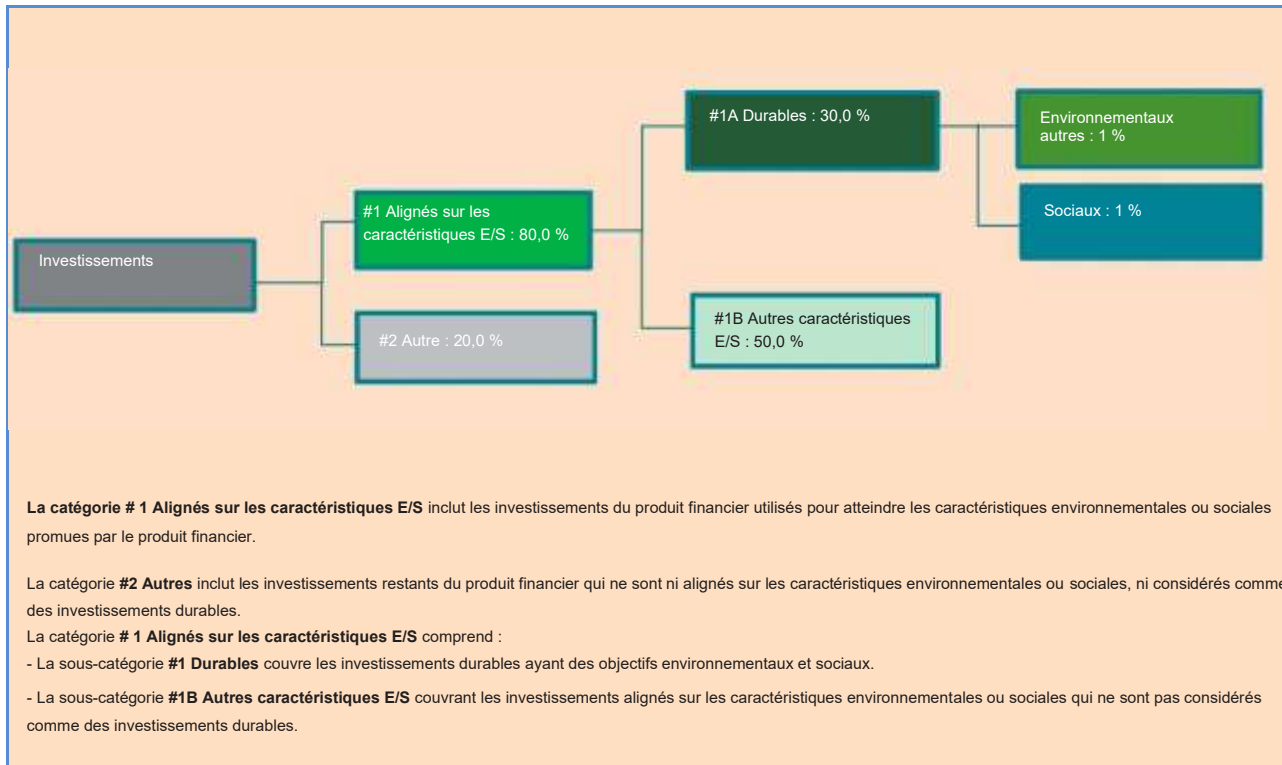 #1A Durables : 30,0 %
Environnementaux
autres : 1 %
#1 Alignés sur les
caractéristiques E/S : 80,0 %
Sociaux : 1 %
Investissements
#2 Autre : 20,0 %
#1B Autres caractéristiques
E/S : 50,0 %
La catégorie # 1 Alignés sur les caractéristiques E/S inclut les investissements du produit financier utilisés pour atteindre les caractéristiques environnementales ou sociales
promues par le produit financier.
La catégorie #2 Autres inclut les investissements restants du produit financier qui ne sont ni alignés sur les caractéristiques environnementales ou sociales, ni considérés comme
des investissements durables.
La catégorie # 1 Alignés sur les caractéristiques E/S comprend :
- La sous-catégorie #1 Durables couvre les investissements durables ayant des objectifs environnementaux et sociaux.
- La sous-catégorie #1B Autres caractéristiques E/S couvrant les investissements alignés sur les caractéristiques environnementales ou sociales qui ne sont pas considérés
comme des investissements durables.